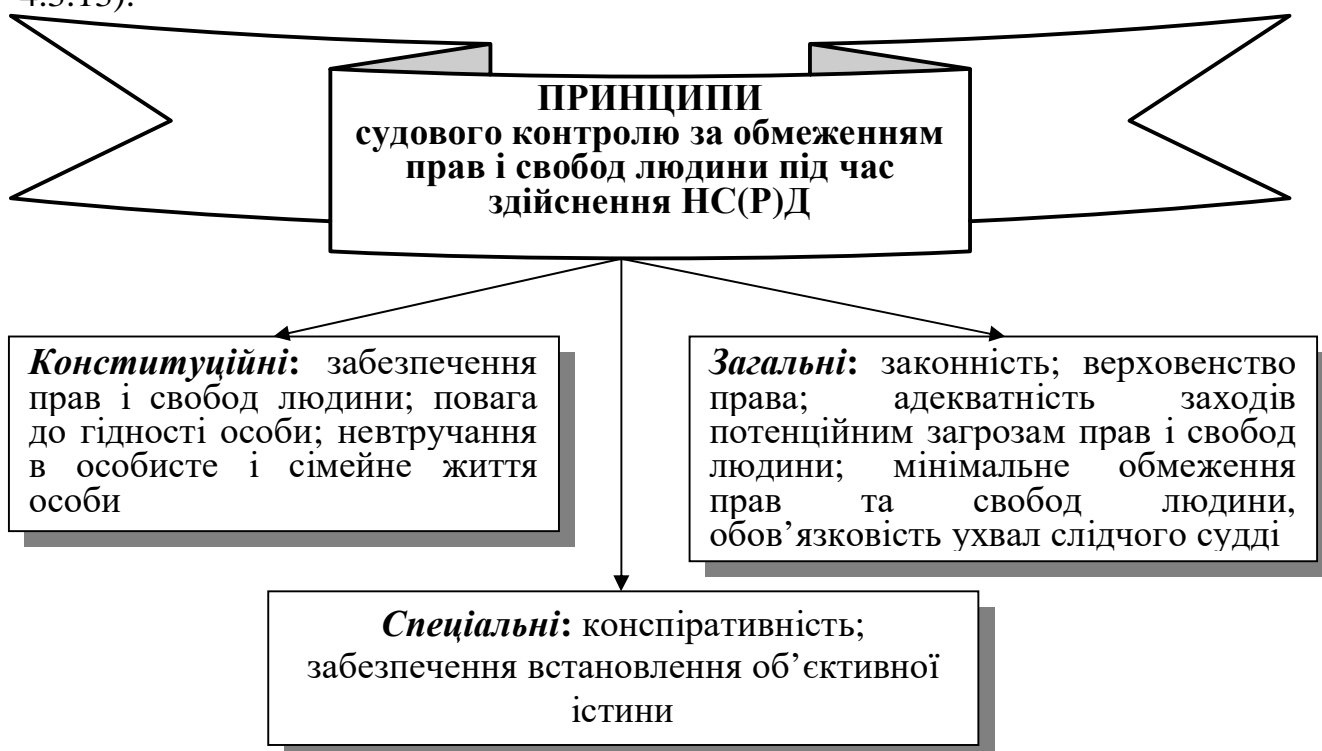 4.3.13).
ПРИНЦИПИ
судового контролю за обмеженням
прав і свобод людини під час
здійснення НС(Р)Д
Конституційні: забезпечення
прав і свобод людини; повага
до гідності особи; невтручання
в особисте і сімейне життя
особи
Загальні: законність; верховенство
права; адекватність заходів
потенційним загрозам прав і свобод
людини; мінімальне обмеження
прав та свобод людини,
обов’язковість ухвал слідчого судді
Спеціальні: конспіративність;
забезпечення встановлення об’єктивної
істини